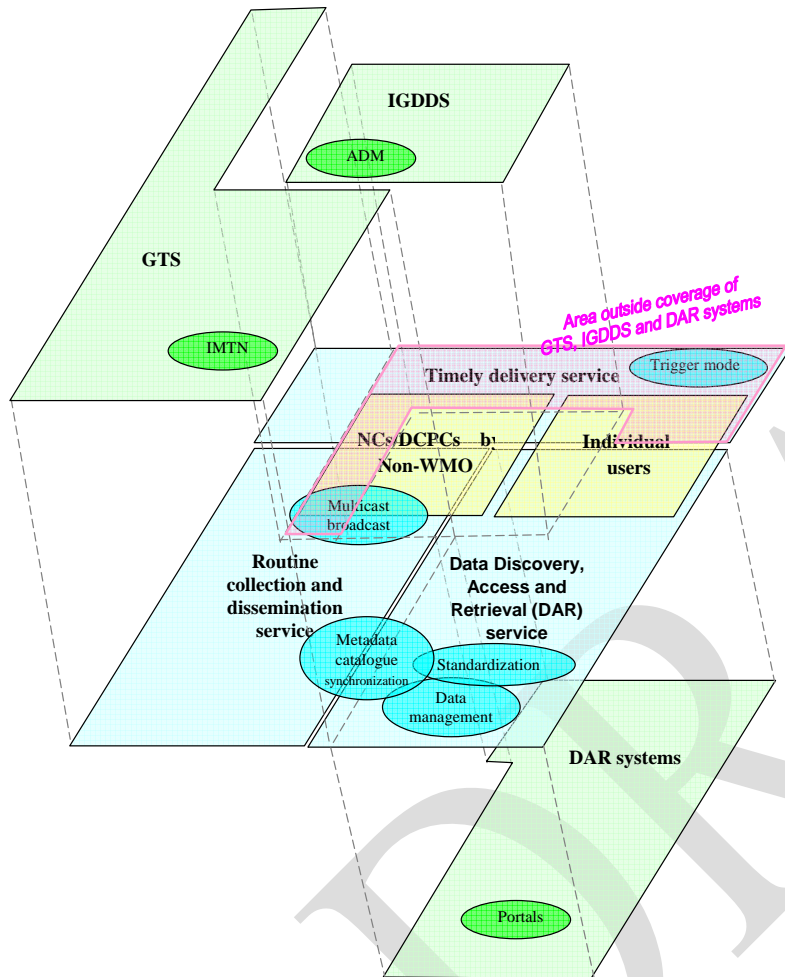 IGDDS
ADM
GTS
IMTN
Area outside coverage of
GTS, IGDDS and DAR systems
Timely delivery service
Trigger mode
NCs/DCPCs by
Non-WMO
Individual
users
Multicast
broadcast
Routine
collection and
dissemination
service
Data Discovery,
Access and
Retrieval (DAR)
service
Metadata
catalogue
synchronization
Standardization
Data
management
DAR systems
Portals